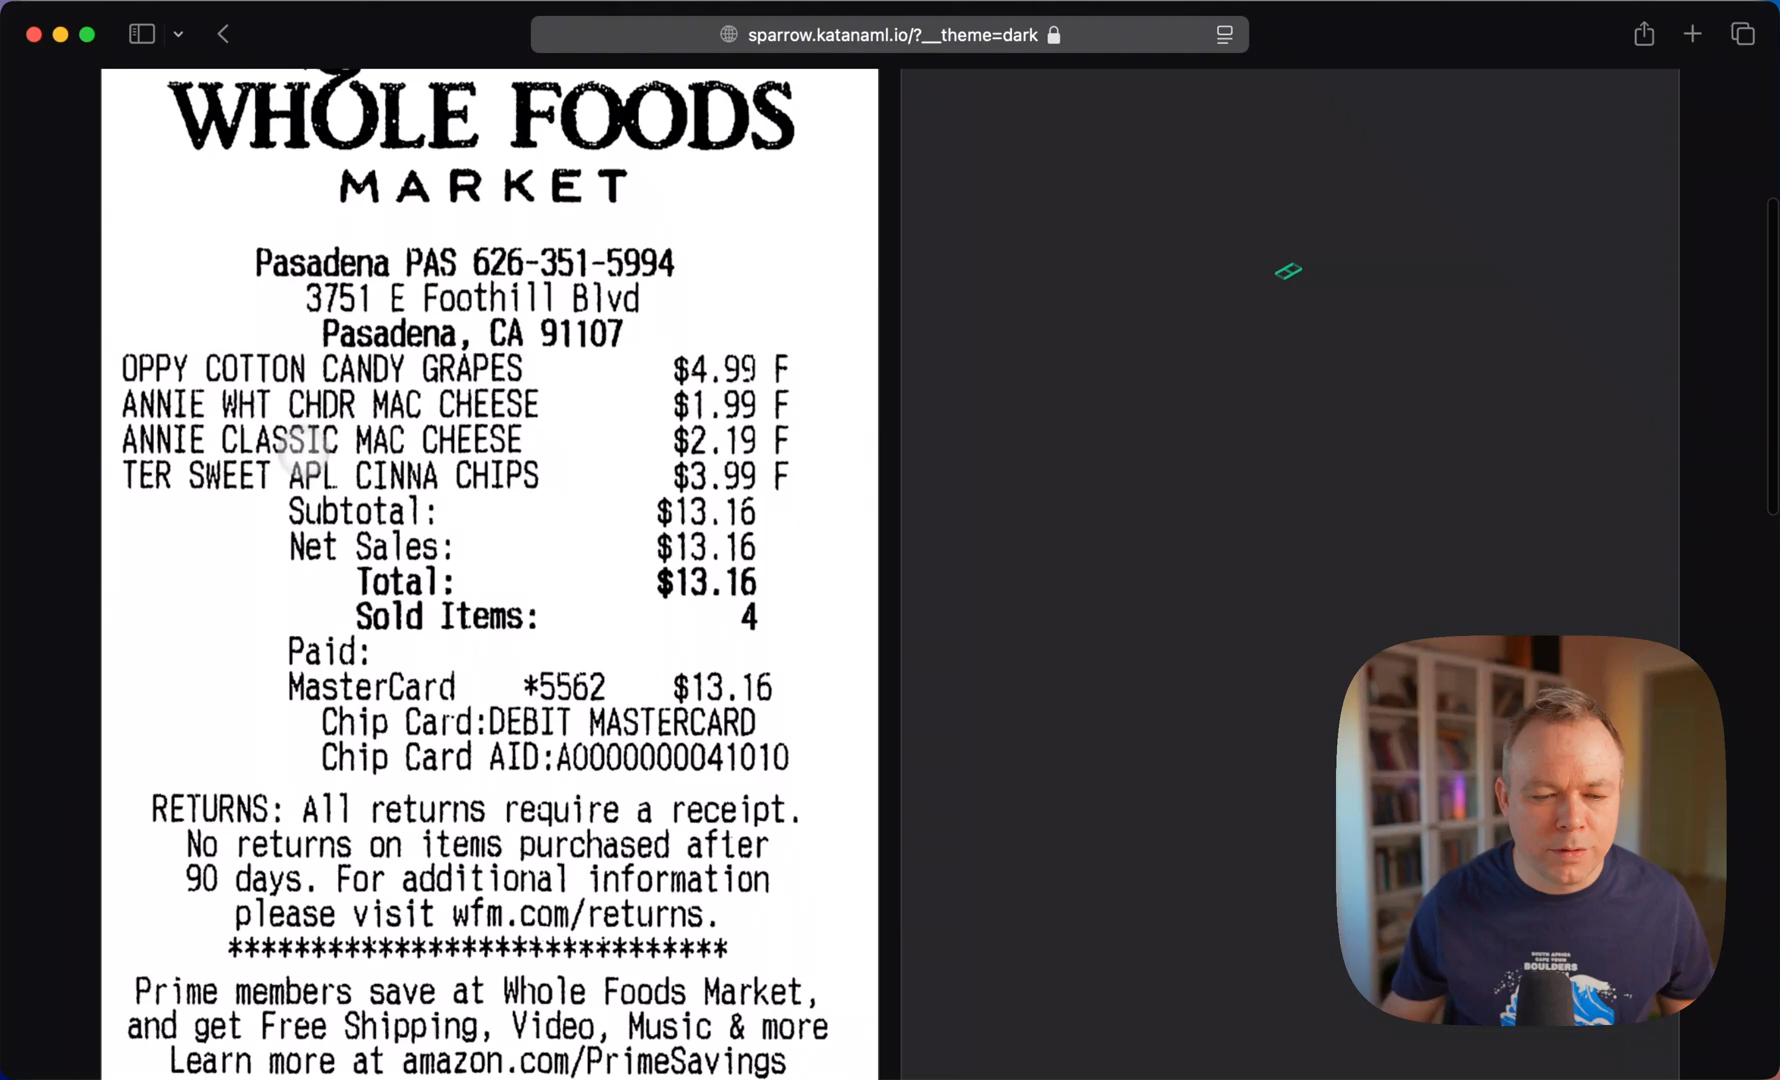 sparrow.katanaml.io/?__theme=dark
WHOLE FOODS
MARKET
Pasadena PAS 626-351-5994
3751 E Foothill Blvd
Pasadena, CA 91107
OPPY COTTON CANDY GRAPES $4.99 F
ANNIE WHT CHDR MAC CHEESE $1.99 F
ANNIE CLASSIC MAC CHEESE $2.19 F
TER SWEET APL CINNA CHIPS $3.99 F
Subtotal: $13.16
Net Sales: $13.16
Total: $13.16
Sold Items: 4
Paid:
MasterCard *5562 $13.16
Chip Card:DEBIT MASTERCARD
Chip Card AID:A0000000041010
RETURNS: All returns require a receipt.
No returns on items purchased after
90 days. For additional information
please visit wfm.com/returns.
******************************
Prime members save at Whole Foods Market,
and get Free Shipping, Video, Music & more
Learn more at amazon.com/PrimeSavings
SOUTH AFRICA
CAPE TOWN
BOULDERS